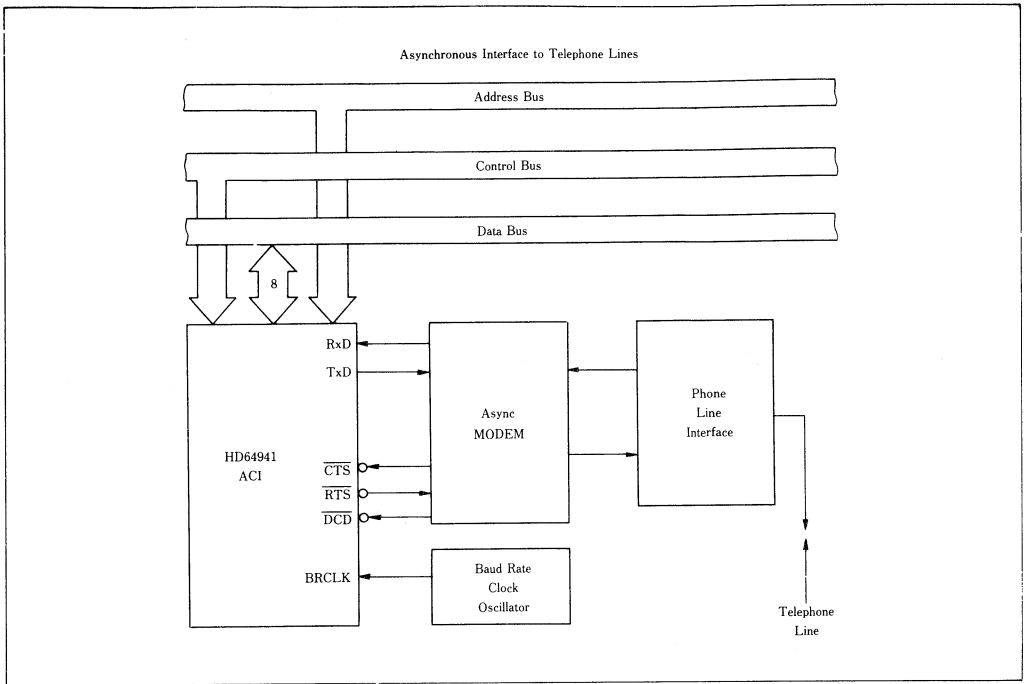 Asynchronous Interface to Telephone Lines
Address Bus
Control Bus
Data Bus
8
RxD
TxD
HD64941
ACI
CTS
RTS
DCD
BRCLK
Async
MODEM
Phone
Line
Interface
Baud Rate
Clock
Oscillator
Telephone
Line